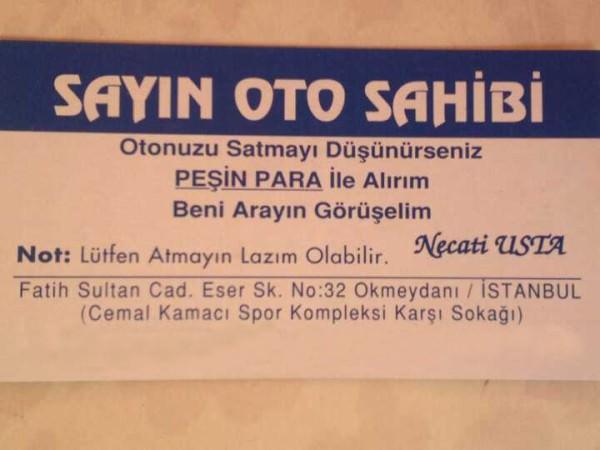 SAYIN OTO SAHİBİ
Otonuzu Satmayı Düşünürseniz
PEŞİN PARA İle Alırım
Beni Arayın Görüşelim
Not: Lütfen Atmayın Lazım Olabilir. Necati USTA
Fatih Sultan Cad. Eser Sk. No:32 Okmeydanı / İSTANBUL
(Cemal Kamacı Spor Kompleksi Karşı Sokağı)